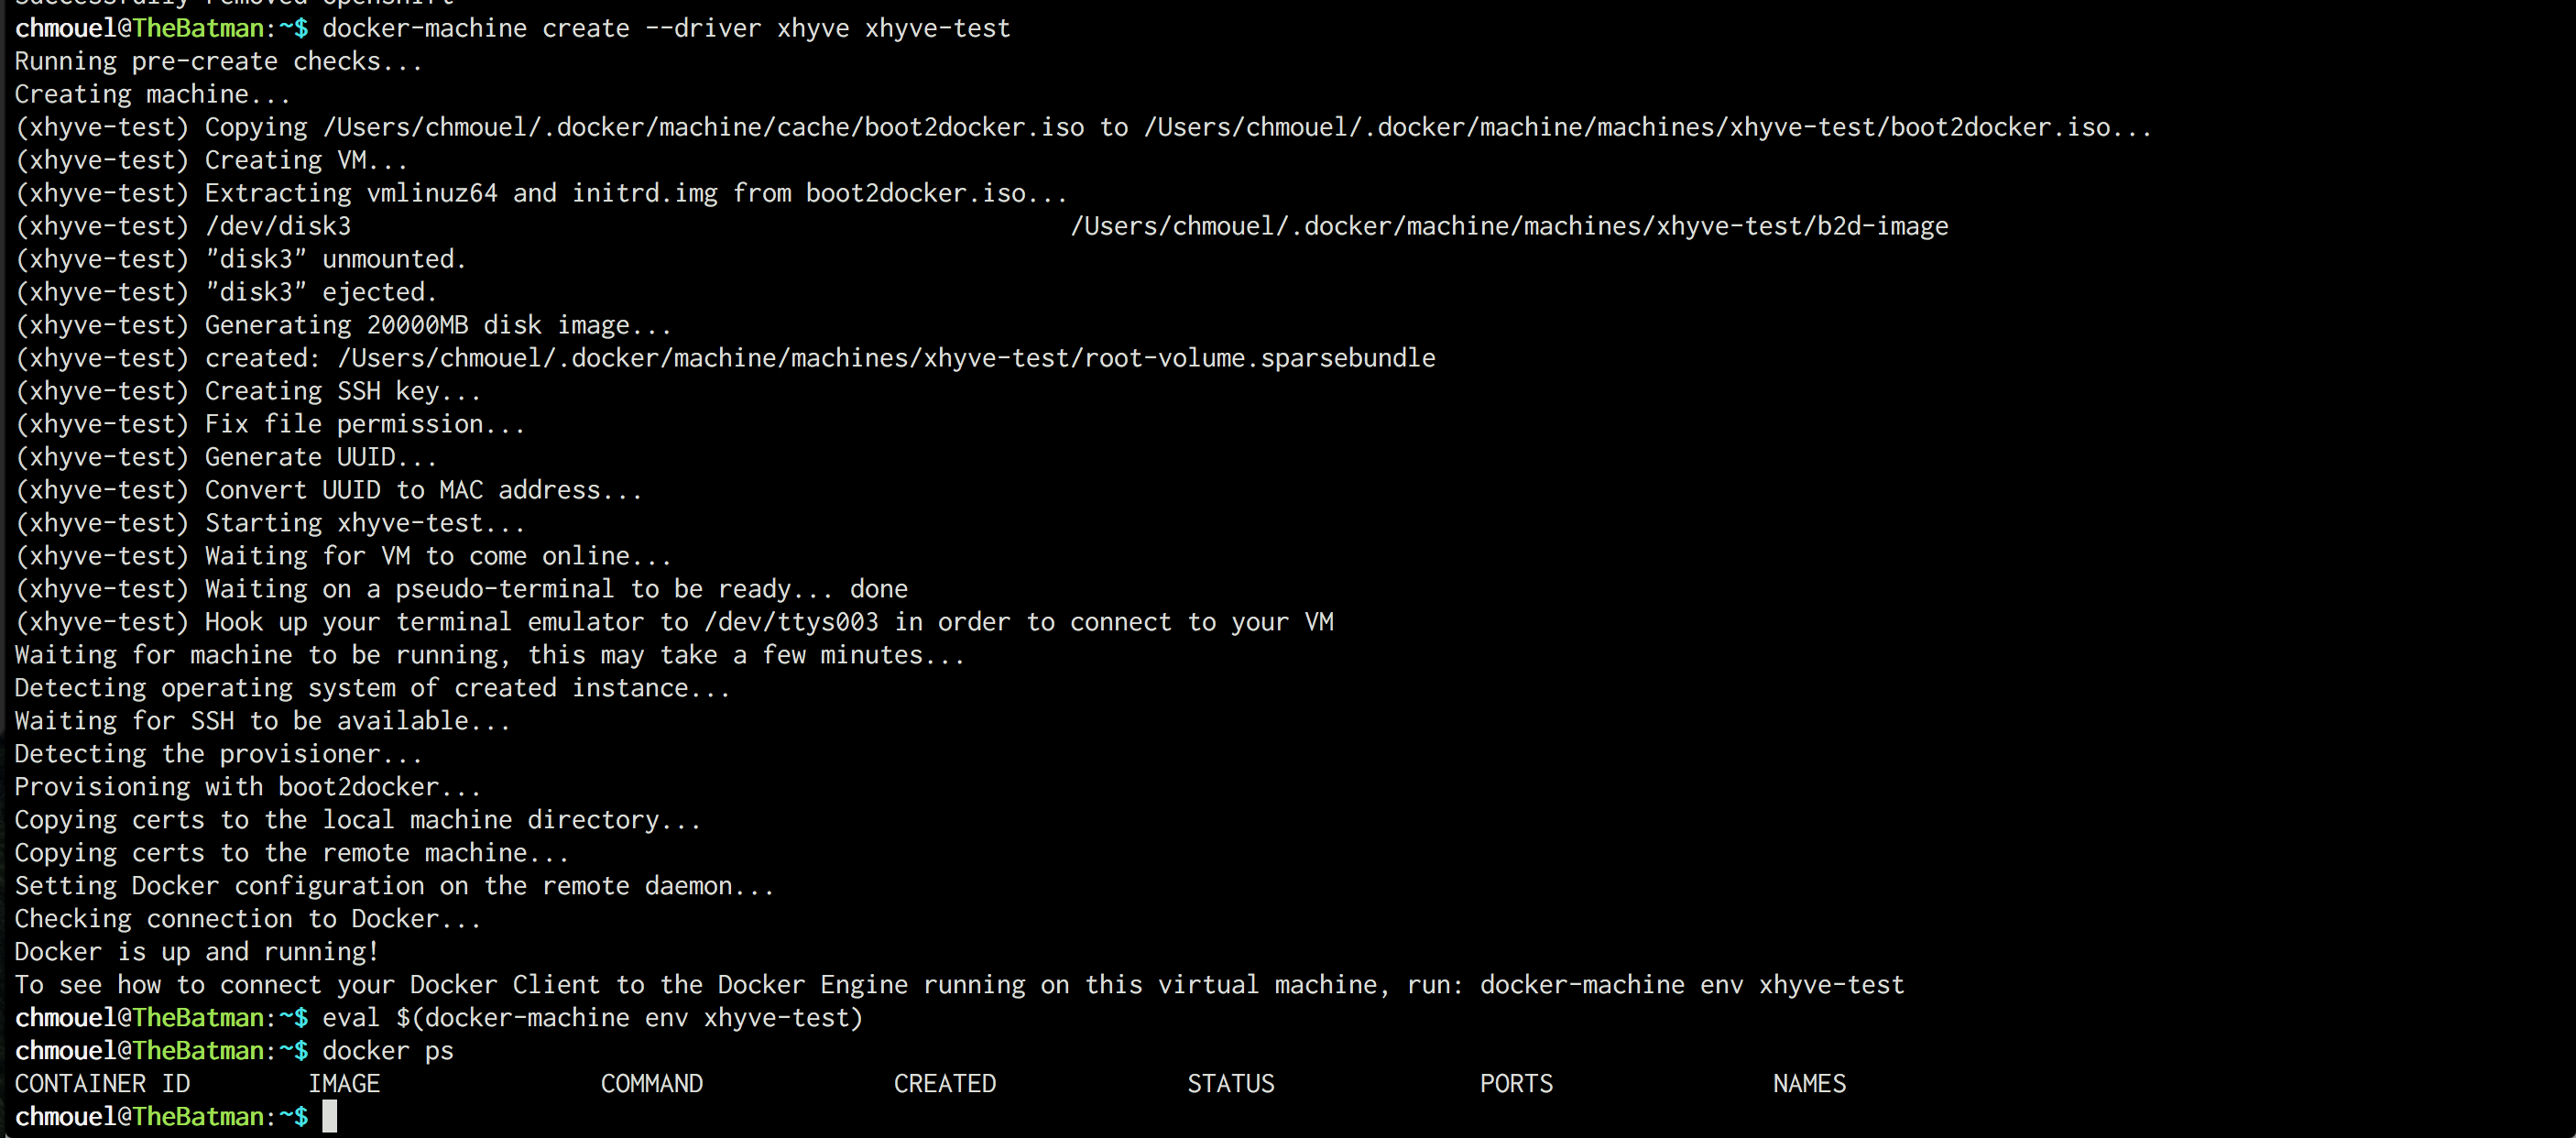 Successfully removed openshift
chmouel@TheBatman:~$ docker-machine create --driver xhyve xhyve-test
Running pre-create checks...
Creating machine...
(xhyve-test) Copying /Users/chmouel/.docker/machine/cache/boot2docker.iso to /Users/chmouel/.docker/machine/machines/xhyve-test/boot2docker.iso...
(xhyve-test) Creating VM...
(xhyve-test) Extracting vmlinuz64 and initrd.img from boot2docker.iso...
(xhyve-test) /dev/disk3                                                 /Users/chmouel/.docker/machine/machines/xhyve-test/b2d-image
(xhyve-test) "disk3" unmounted.
(xhyve-test) "disk3" ejected.
(xhyve-test) Generating 20000MB disk image...
(xhyve-test) created: /Users/chmouel/.docker/machine/machines/xhyve-test/root-volume.sparsebundle
(xhyve-test) Creating SSH key...
(xhyve-test) Fix file permission...
(xhyve-test) Generate UUID...
(xhyve-test) Convert UUID to MAC address...
(xhyve-test) Starting xhyve-test...
(xhyve-test) Waiting for VM to come online...
(xhyve-test) Waiting on a pseudo-terminal to be ready... done
(xhyve-test) Hook up your terminal emulator to /dev/ttys003 in order to connect to your VM
Waiting for machine to be running, this may take a few minutes...
Detecting operating system of created instance...
Waiting for SSH to be available...
Detecting the provisioner...
Provisioning with boot2docker...
Copying certs to the local machine directory...
Copying certs to the remote machine...
Setting Docker configuration on the remote daemon...
Checking connection to Docker...
Docker is up and running!
To see how to connect your Docker Client to the Docker Engine running on this virtual machine, run: docker-machine env xhyve-test
chmouel@TheBatman:~$ eval $(docker-machine env xhyve-test)
chmouel@TheBatman:~$ docker ps
CONTAINER ID        IMAGE               COMMAND             CREATED             STATUS              PORTS               NAMES
chmouel@TheBatman:~$